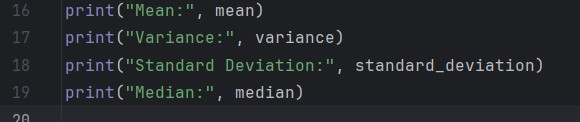 16 print("Mean:", mean)
17 print("Variance:", variance)
18 print("Standard Deviation:", standard_deviation)
19 print("Median:", median)
20